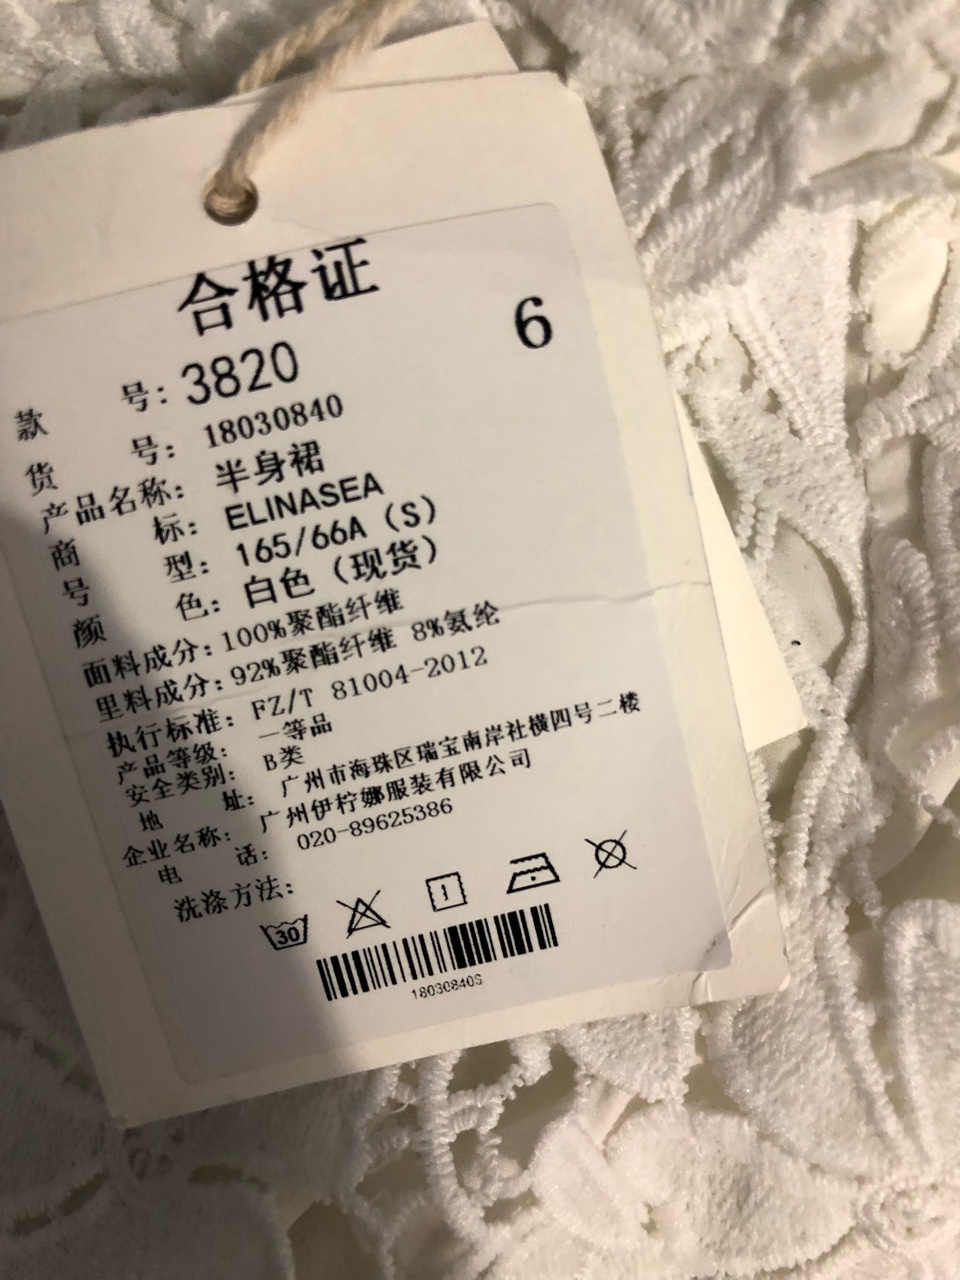 合格证
6
款 号: 3820
货 号: 18030840
产品名称: 半身裙
商 标: ELINASEA
号 型: 165/66A (S)
颜 色: 白色 (现货)
面料成分: 100%聚酯纤维
里料成分: 92%聚酯纤维 8%氨纶
执行标准: FZ/T 81004-2012
产品等级: 一等品
安全类别: B类
地 址: 广州市海珠区瑞宝南岸社横四号二楼
企业名称: 广州伊柠娜服装有限公司
电 话: 020-89625386
洗涤方法:
30
18030840S